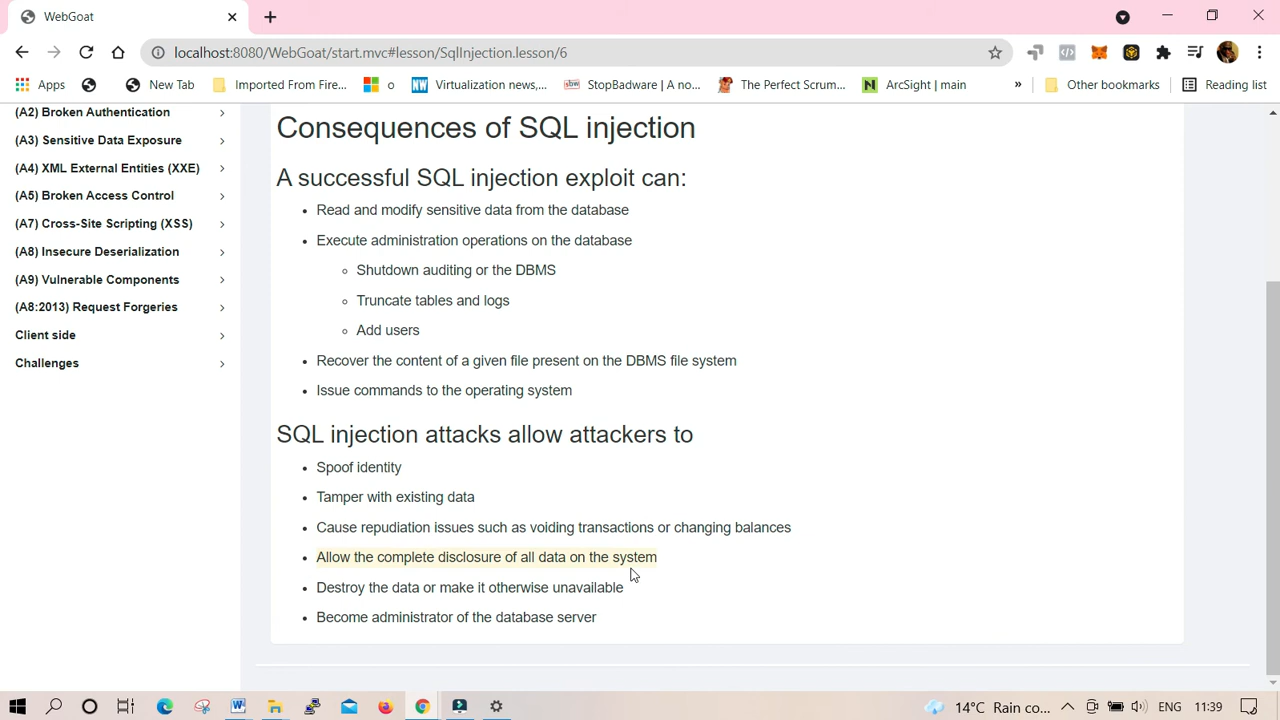 WebGoat
localhost:8080/WebGoat/start.mvc#lesson/SqlInjection.lesson/6
Apps
New Tab
Imported From Fire...
o
NW
Virtualization news,...
sbw
StopBadware | A no...
The Perfect Scrum...
N
ArcSight | main
»
Other bookmarks
Reading list
(A2) Broken Authentication
(A3) Sensitive Data Exposure
(A4) XML External Entities (XXE)
(A5) Broken Access Control
(A7) Cross-Site Scripting (XSS)
(A8) Insecure Deserialization
(A9) Vulnerable Components
(A8:2013) Request Forgeries
Client side
Challenges
Consequences of SQL injection
A successful SQL injection exploit can:
Read and modify sensitive data from the database
Execute administration operations on the database
Shutdown auditing or the DBMS
Truncate tables and logs
Add users
Recover the content of a given file present on the DBMS file system
Issue commands to the operating system
SQL injection attacks allow attackers to
Spoof identity
Tamper with existing data
Cause repudiation issues such as voiding transactions or changing balances
Allow the complete disclosure of all data on the system
Destroy the data or make it otherwise unavailable
Become administrator of the database server
14°C Rain co...
ENG
11:39